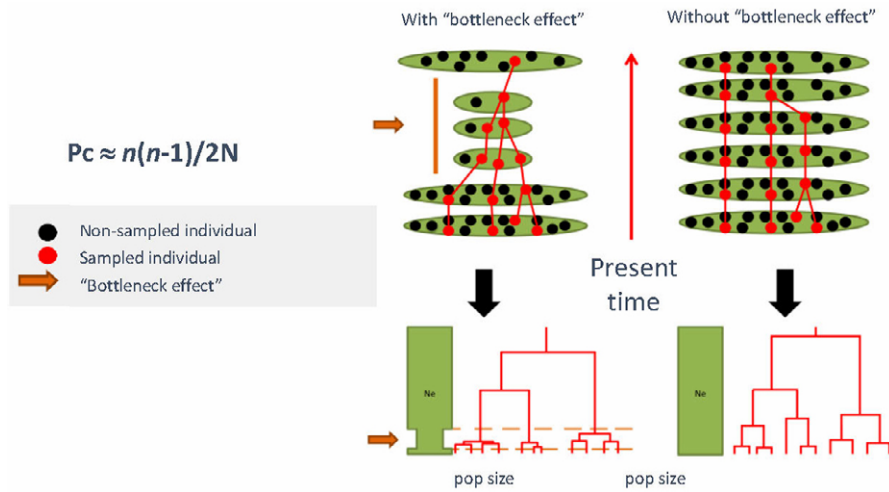 With “bottleneck effect”
Without “bottleneck effect”
Pc ≈ n(n-1)/2N
Non-sampled individual
Sampled individual
“Bottleneck effect”
Present
time
Ne
Ne
pop size
pop size